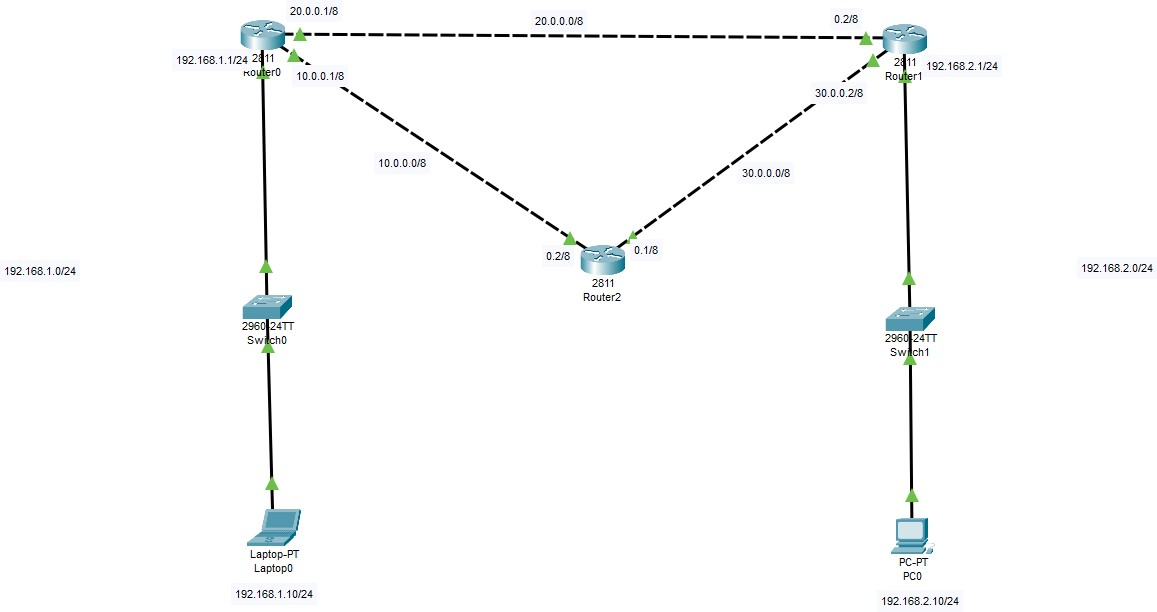 20.0.0.1/8
20.0.0.0/8
0.2/8
192.168.1.1/24
2811
Router0
10.0.0.1/8
2811
Router1
192.168.2.1/24
30.0.0.2/8
10.0.0.0/8
30.0.0.0/8
0.2/8
0.1/8
2811
Router2
192.168.1.0/24
192.168.2.0/24
2960-24TT
Switch0
2960-24TT
Switch1
Laptop-PT
Laptop0
192.168.1.10/24
PC-PT
PC0
192.168.2.10/24